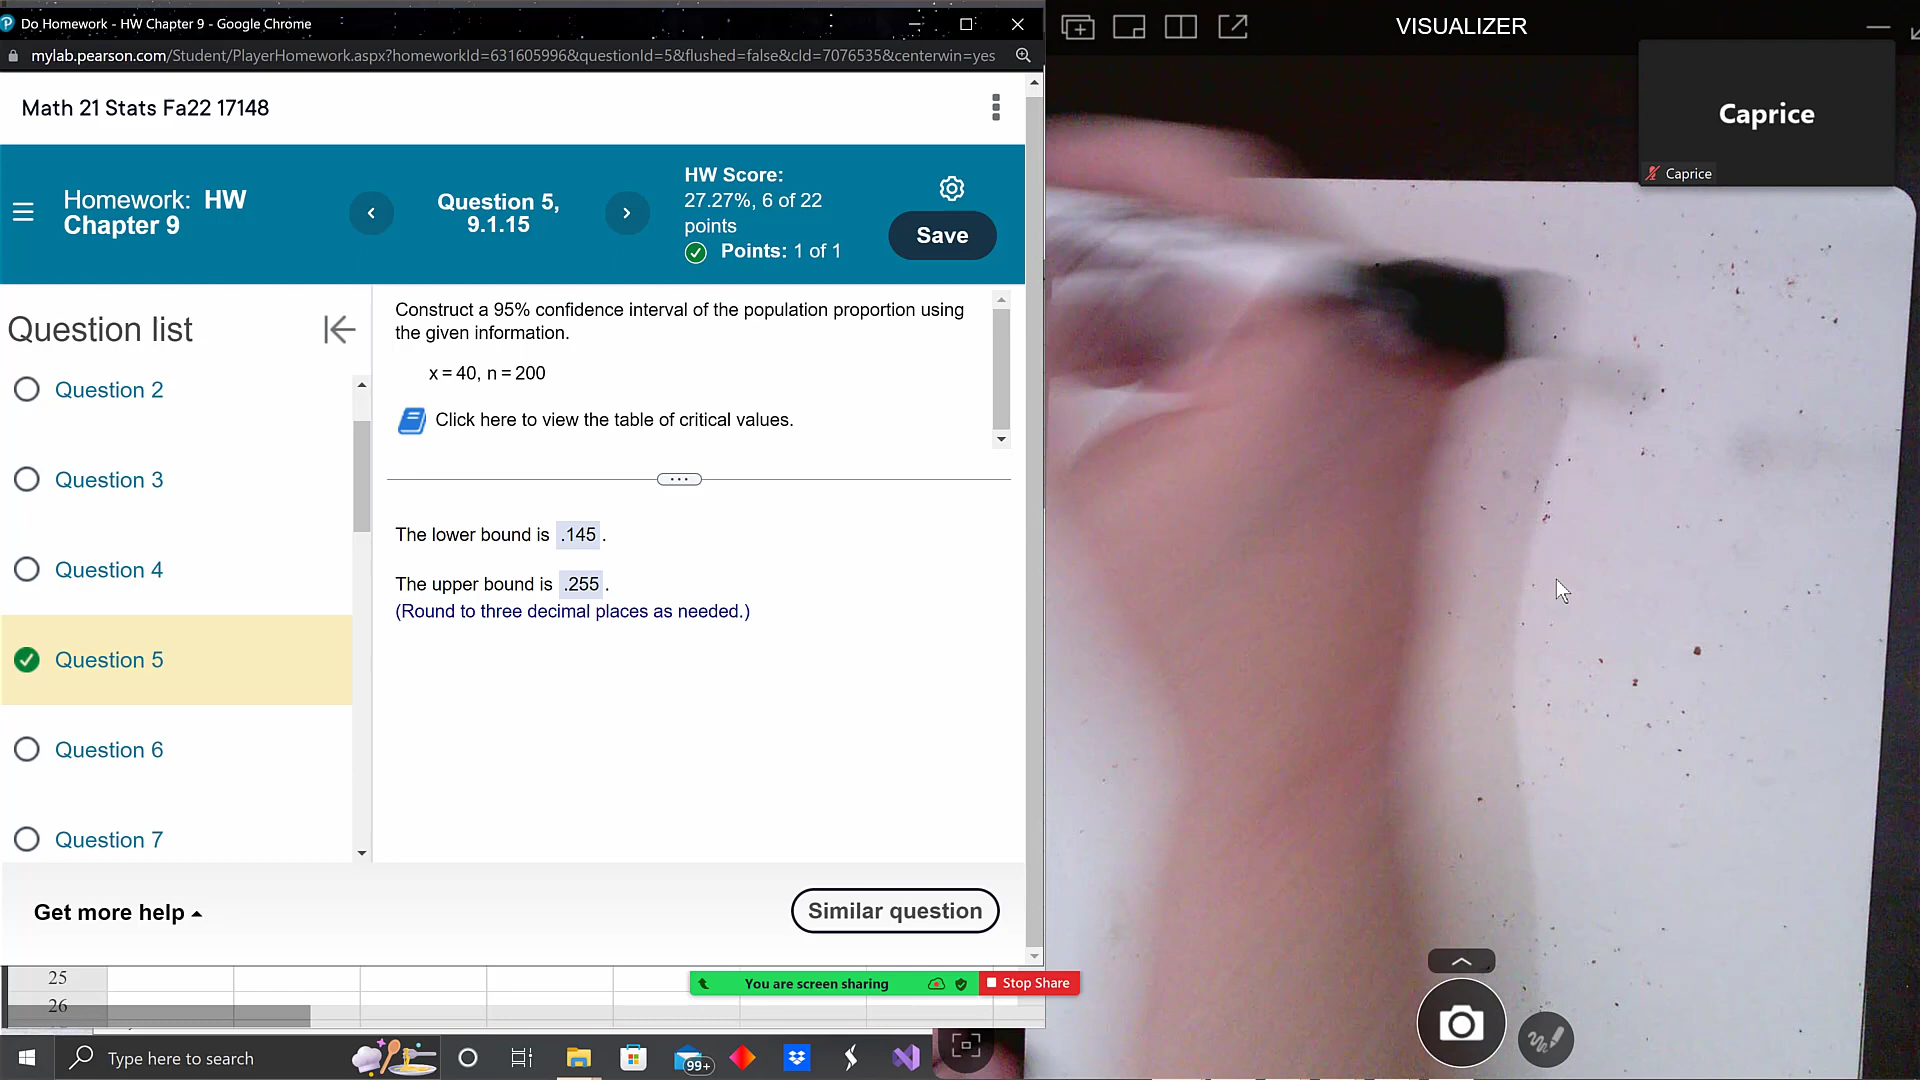 Do Homework - HW Chapter 9 - Google Chrome
mylab.pearson.com/Student/PlayerHomework.aspx?homeworkId=631605996&questionId=5&flushed=false&cId=7076535&centerwin=yes
Math 21 Stats Fa22 17148
Homework: HW
Chapter 9
Question 5,
9.1.15
HW Score:
27.27%, 6 of 22
points
Points: 1 of 1
Save
Question list
Question 2
Question 3
Question 4
Question 5
Question 6
Question 7
Construct a 95% confidence interval of the population proportion using
the given information.
x = 40, n = 200
Click here to view the table of critical values.
The lower bound is .145 .
The upper bound is .255 .
(Round to three decimal places as needed.)
Get more help
Similar question
25
26
You are screen sharing
Stop Share
Type here to search
99+
VISUALIZER
Caprice
Caprice